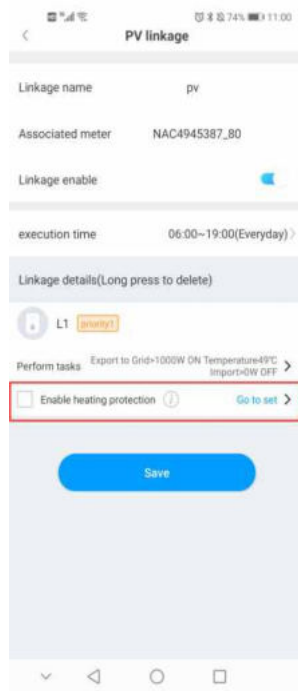 74% 11:00
PV linkage
Linkage name pv
Associated meter NAC4945387_80
Linkage enable
execution time 06:00~19:00(Everyday)
Linkage details(Long press to delete)
L1 priority1
Perform tasks Export to Grid>1000W ON Temperature49℃
Import>0W OFF
Enable heating protection Go to set
Save